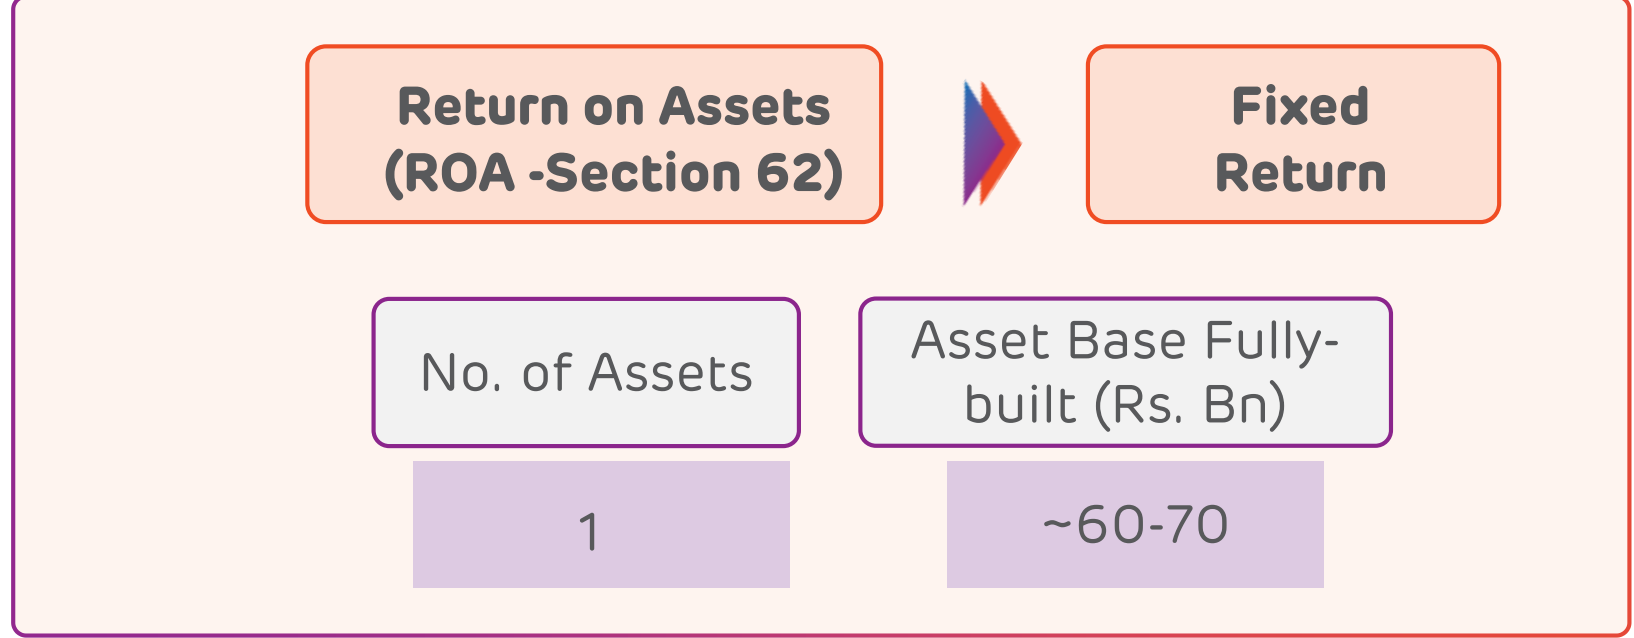 Return on Assets
(ROA -Section 62)
Fixed
Return
No. of Assets
Asset Base Fully-
built (Rs. Bn)
1
~60-70